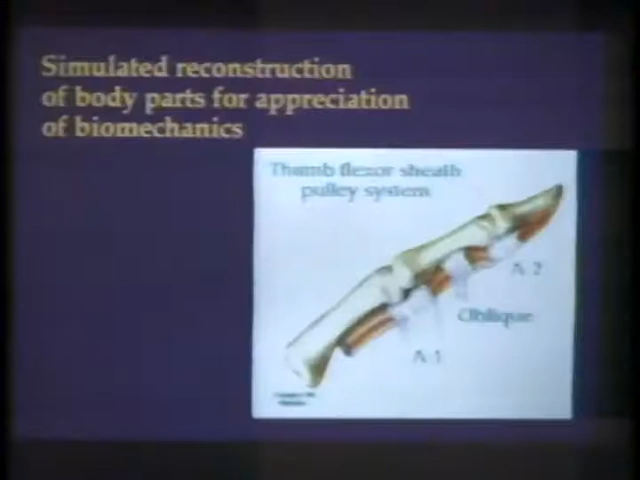 Simulated reconstruction
of body parts for appreciation
of biomechanics
Thumb flexor sheath
pulley system
A 2
Oblique
A 1